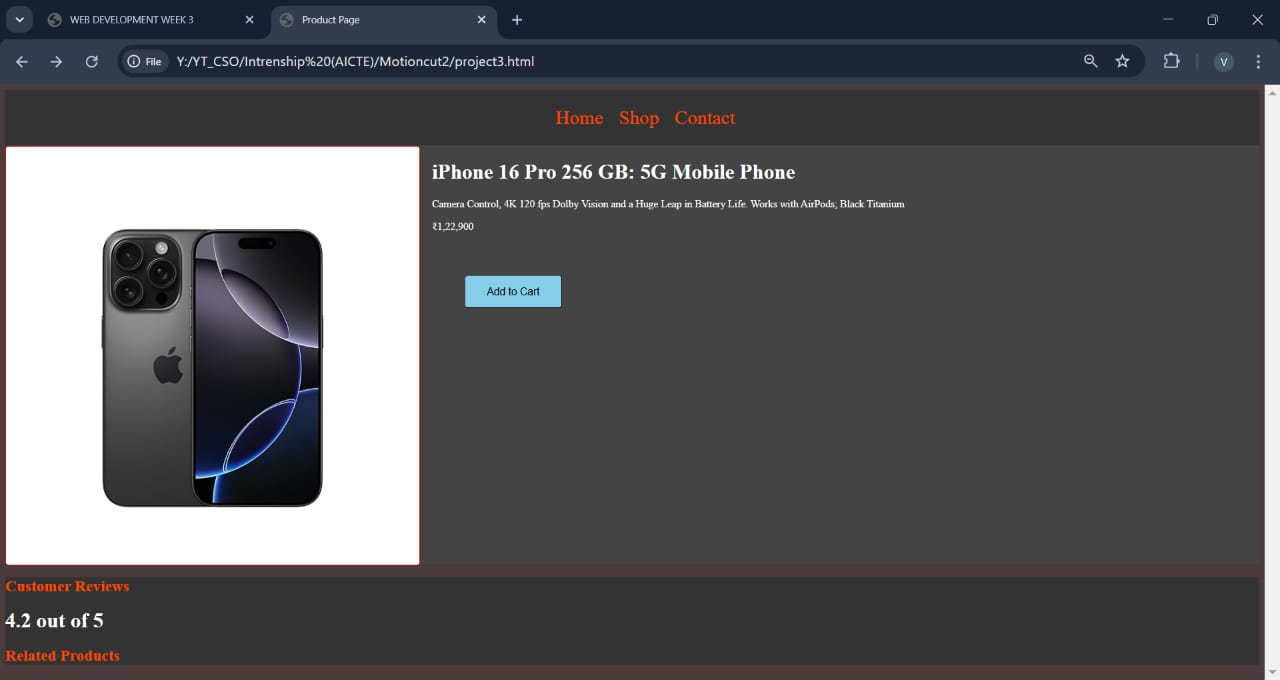 WEB DEVELOPMENT WEEK 3
Product Page
File
Y:/YT_CSO/Intrenship%20(AICTE)/Motioncut2/project3.html
V
Home Shop Contact
iPhone 16 Pro 256 GB: 5G Mobile Phone
Camera Control, 4K 120 fps Dolby Vision and a Huge Leap in Battery Life. Works with AirPods; Black Titanium
₹1,22,900
Add to Cart
Customer Reviews
4.2 out of 5
Related Products